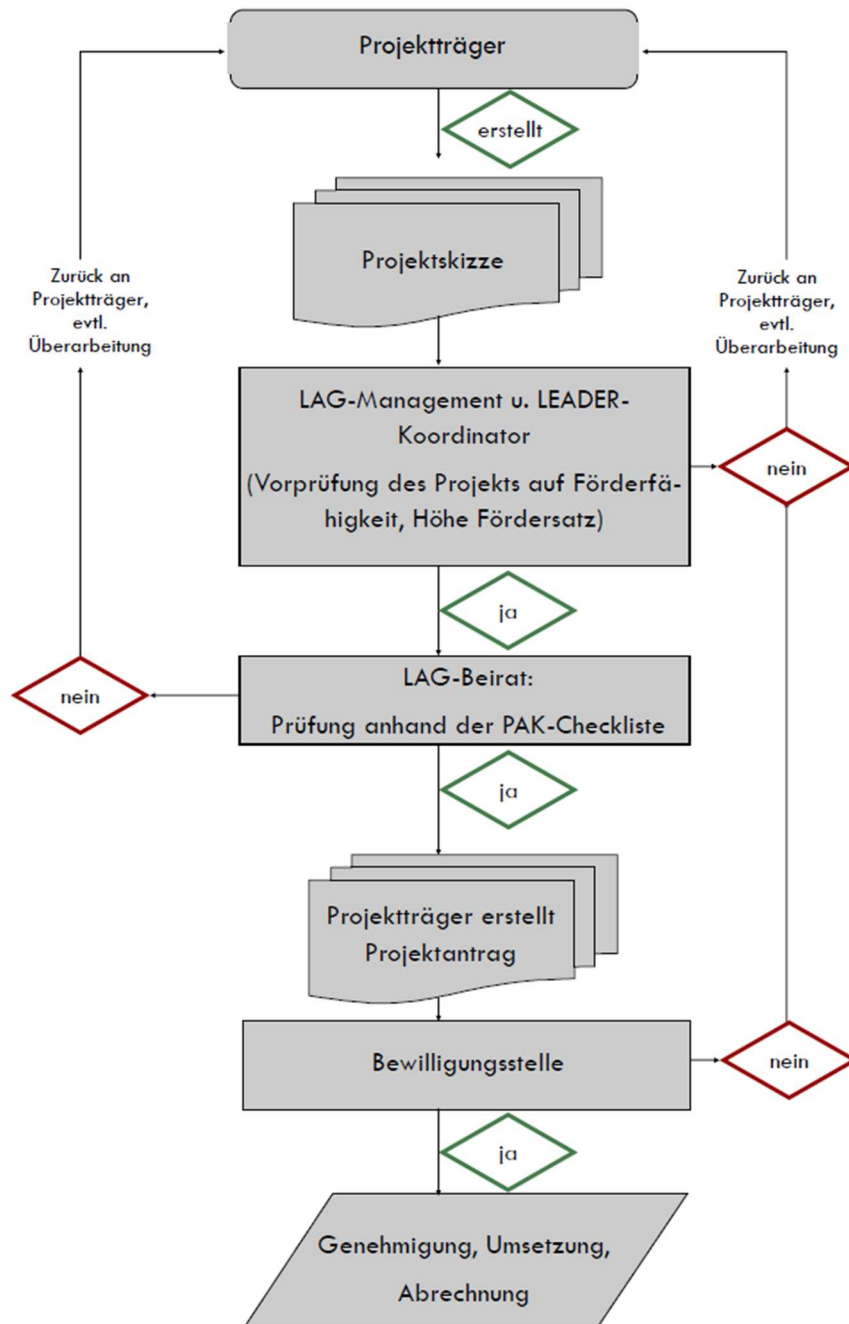 Projektträger
erstellt
Projektskizze
Zurück an
Projektträger,
evtl.
Überarbeitung
Zurück an
Projektträger,
evtl.
Überarbeitung
LAG-Management u. LEADER-
Koordinator
(Vorprüfung des Projekts auf Förderfä-
higkeit, Höhe Fördersatz)
nein
ja
nein
LAG-Beirat:
Prüfung anhand der PAK-Checkliste
ja
Projektträger erstellt
Projektantrag
Bewilligungsstelle
nein
ja
Genehmigung, Umsetzung,
Abrechnung